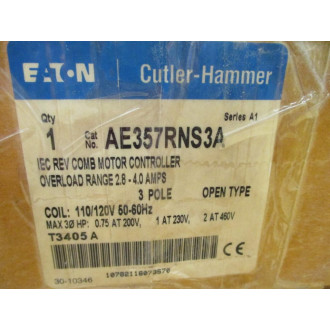 EATON Cutler-Hammer
Series A1
Qty 1 Cat No. AE357RNS3A
IEC REV COMB MOTOR CONTROLLER
OVERLOAD RANGE 2.8 - 4.0 AMPS
3 POLE OPEN TYPE
COIL: 110/120V 50-60Hz
MAX 3Ø HP: 0.75 AT 200V, 1 AT 230V, 2 AT 460V
T3405A
CE
30-10346